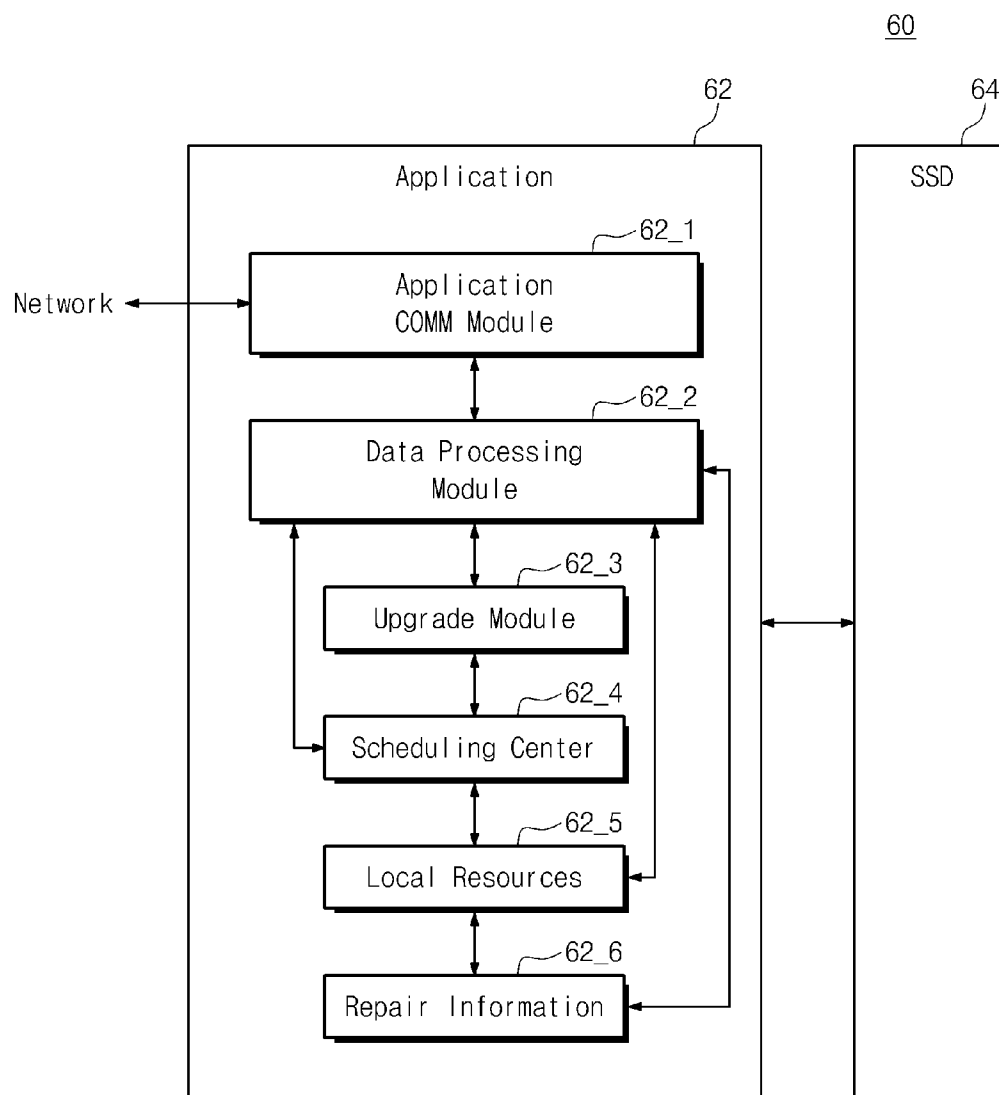 60
62
64
Application
SSD
62_1
Application
COMM Module
Network
62_2
Data Processing
Module
62_3
Upgrade Module
62_4
Scheduling Center
62_5
Local Resources
62_6
Repair Information